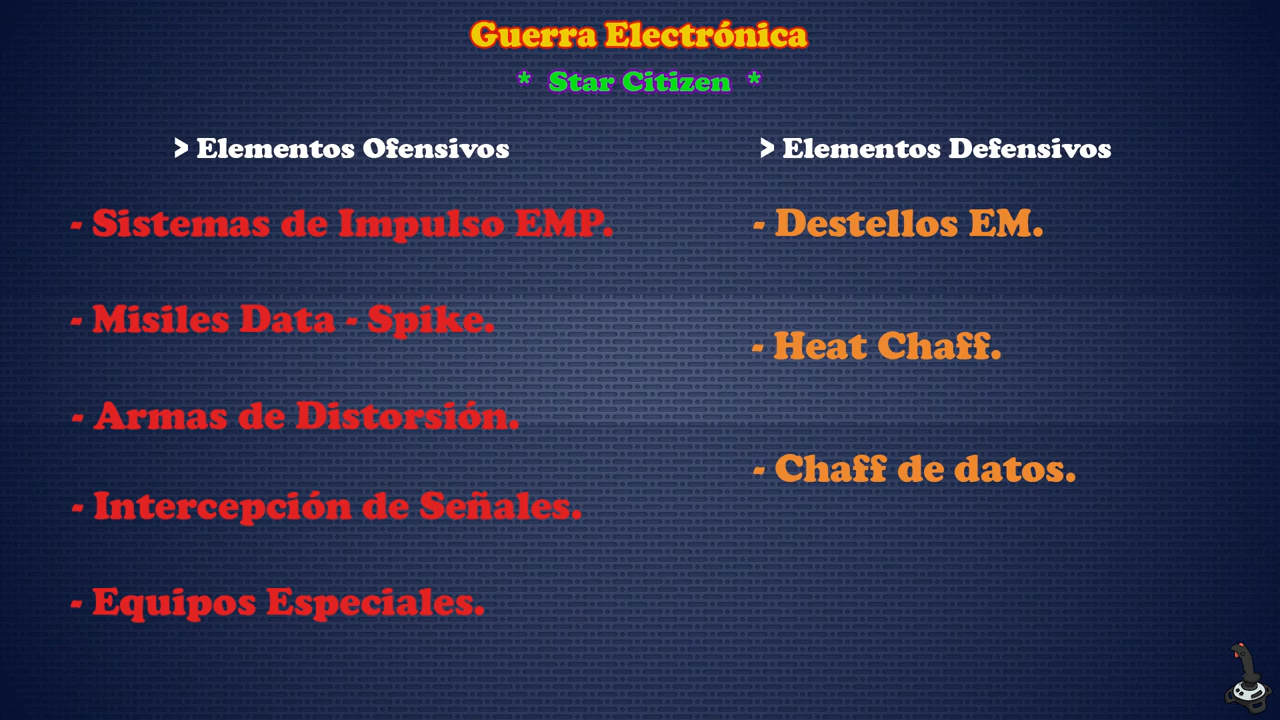 Guerra Electrónica
* Star Citizen *
> Elementos Ofensivos
- Sistemas de Impulso EMP.
- Misiles Data - Spike.
- Armas de Distorsión.
- Intercepción de Señales.
- Equipos Especiales.
> Elementos Defensivos
- Destellos EM.
- Heat Chaff.
- Chaff de datos.